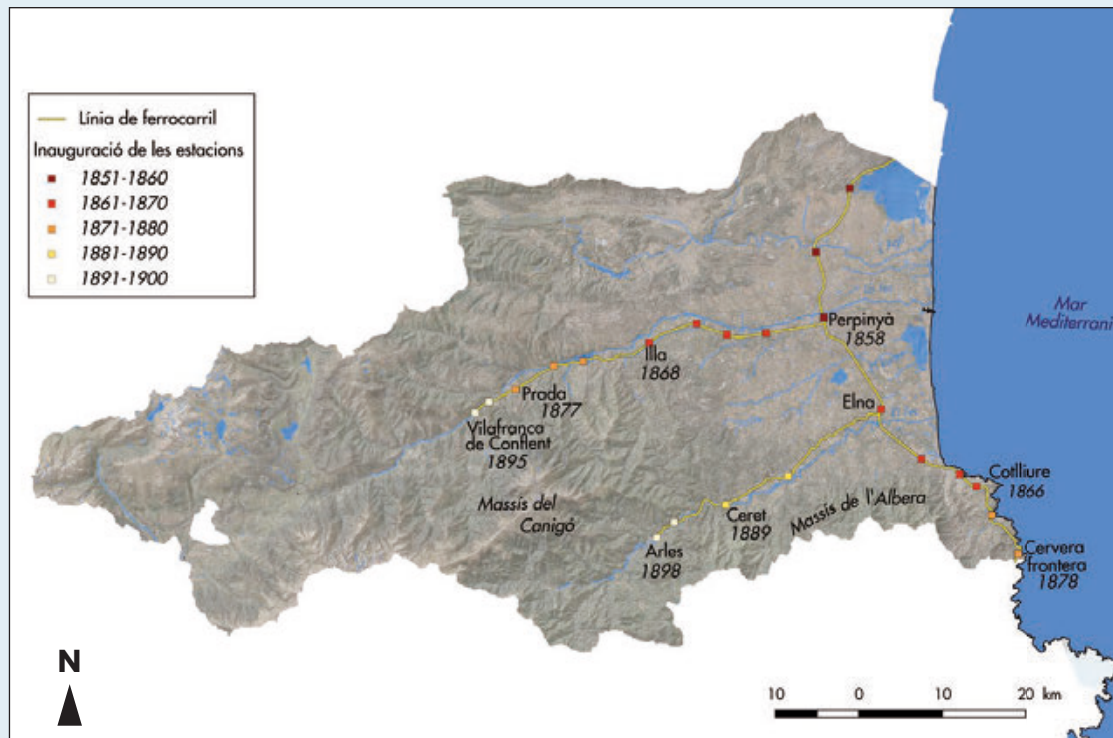 Línia de ferrocarril
Inauguració de les estacions
1851-1860
1861-1870
1871-1880
1881-1890
1891-1900
Mar
Mediterrani
Perpinyà
1858
Illa
1868
Prada
1877
Elna
Vilafranca
de Conflent
1895
Cotlliure
1866
Massís del
Canigó
Ceret
1889
Massís de l'Albera
Arles
1898
Cervera
frontera
1878
N
10 0 10 20 km